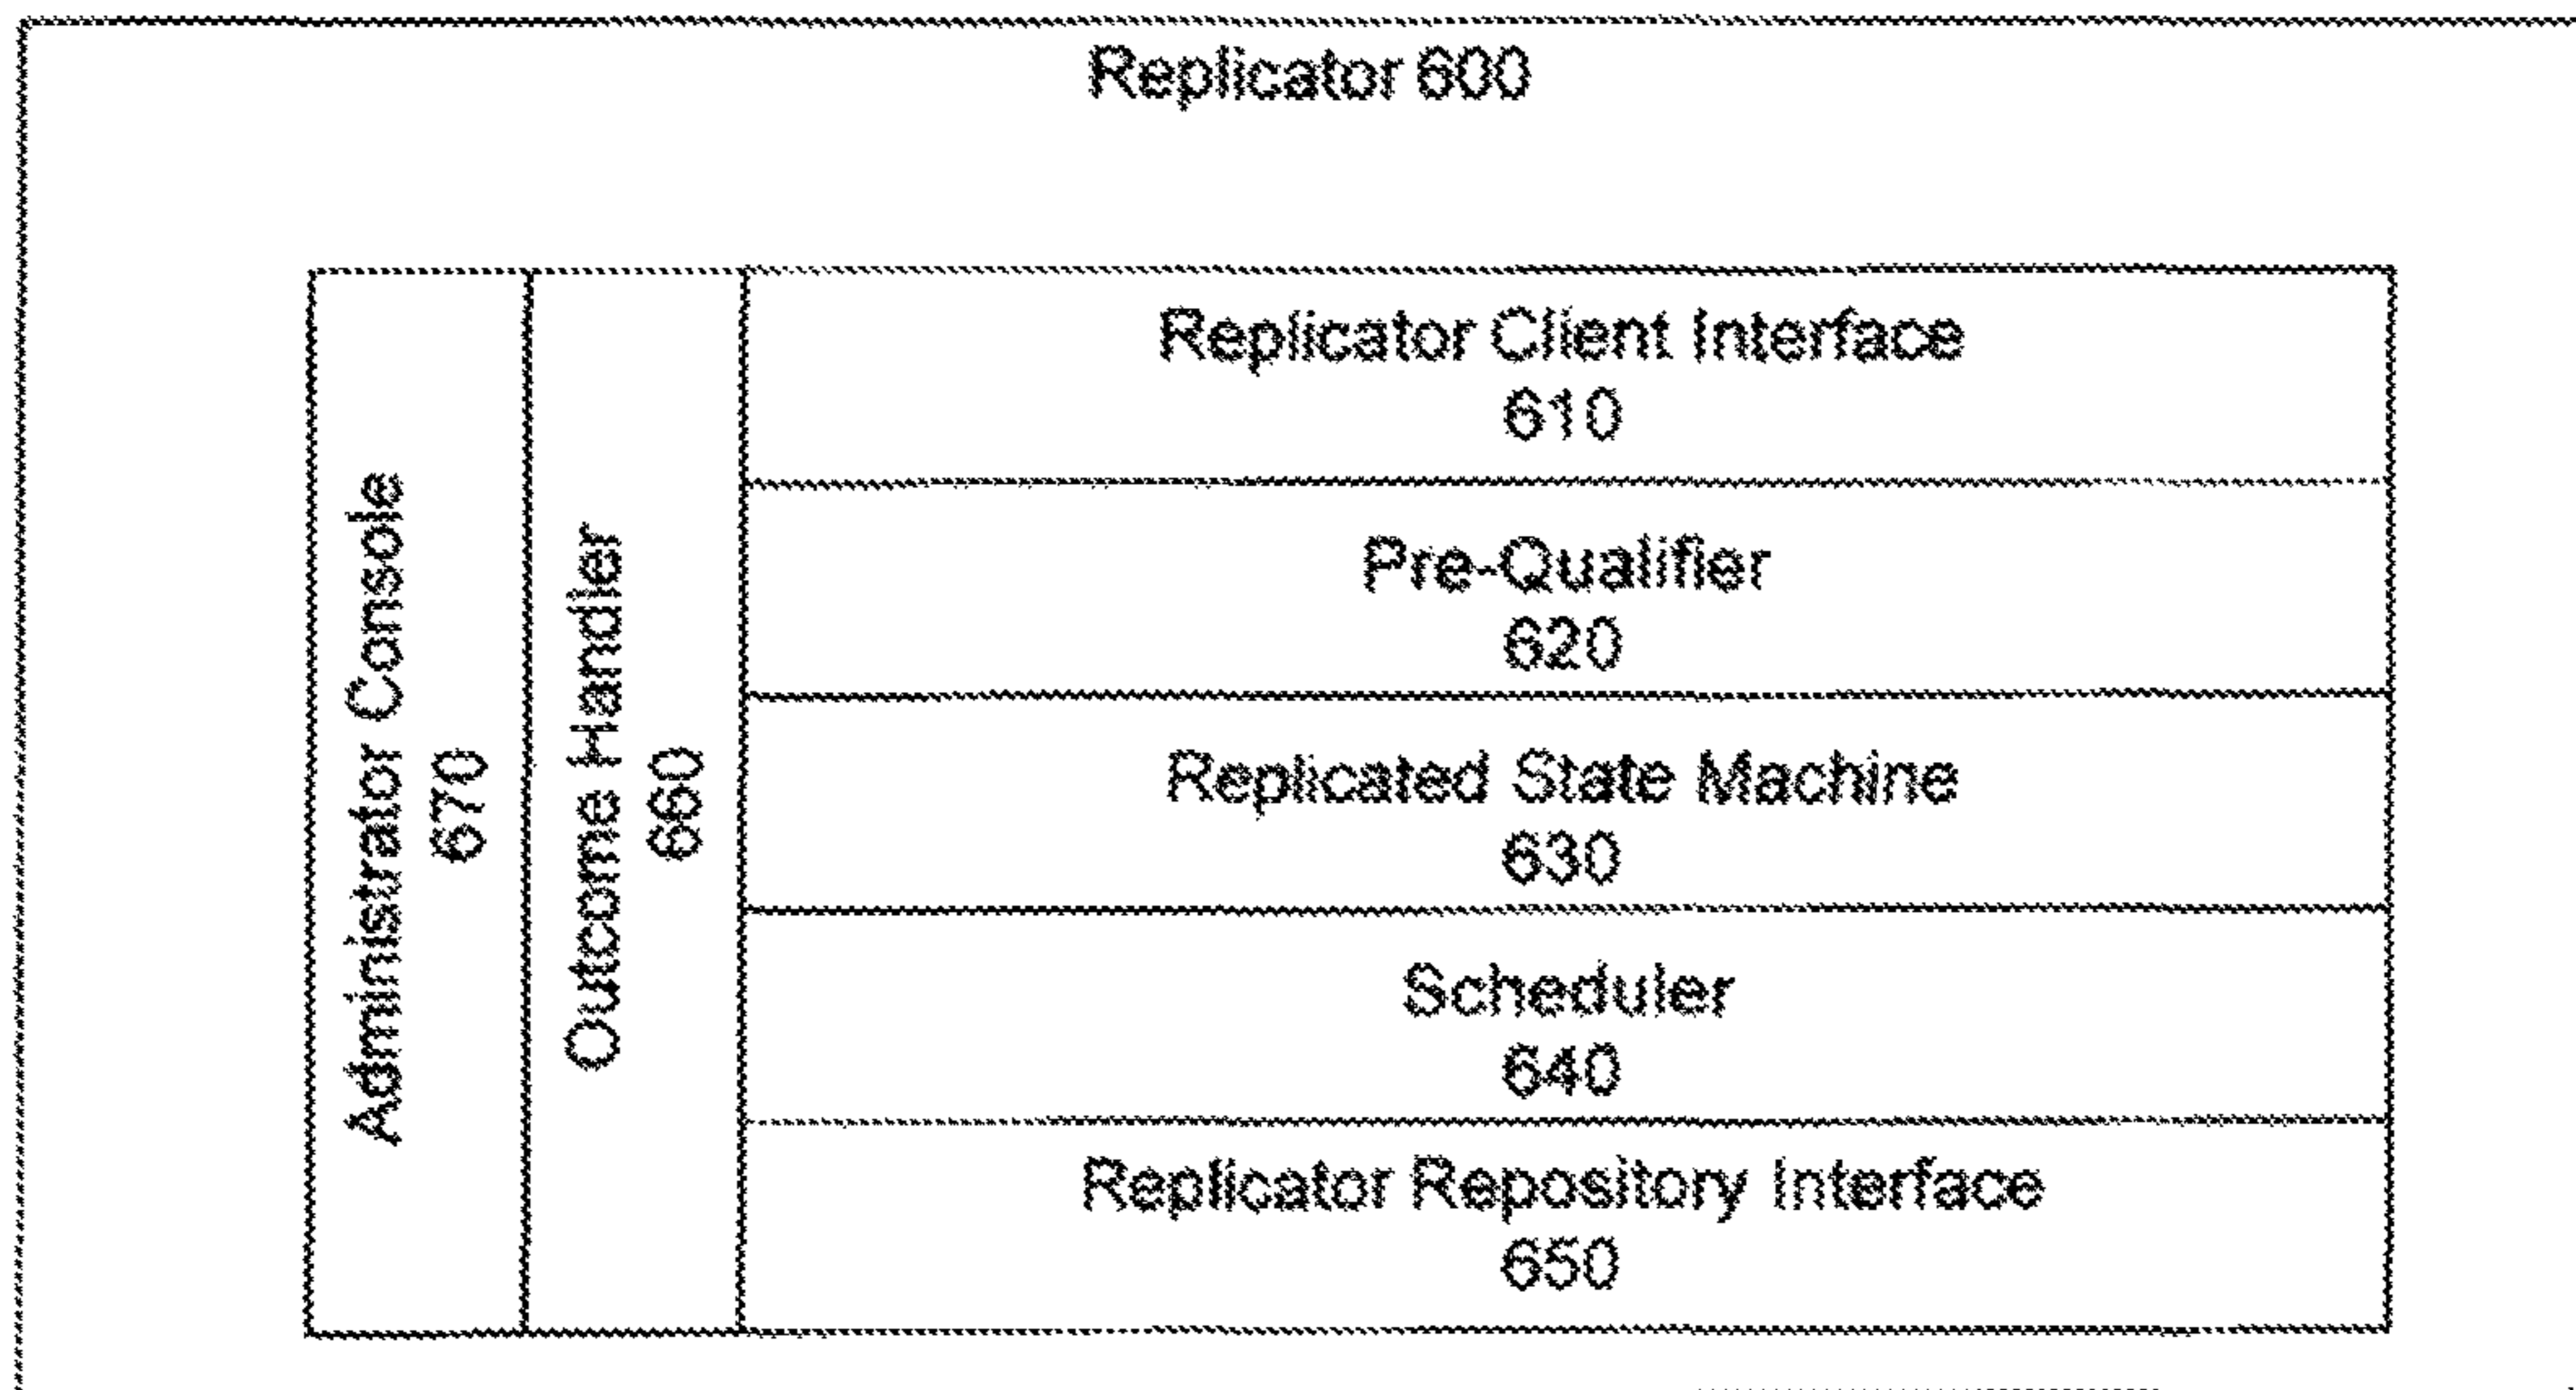 Replicator 600
Administrator Console
670
Outcome Handler
660
Replicator Client Interface
610
Pre-Qualifier
620
Replicated State Machine
630
Scheduler
640
Replicator Repository Interface
650